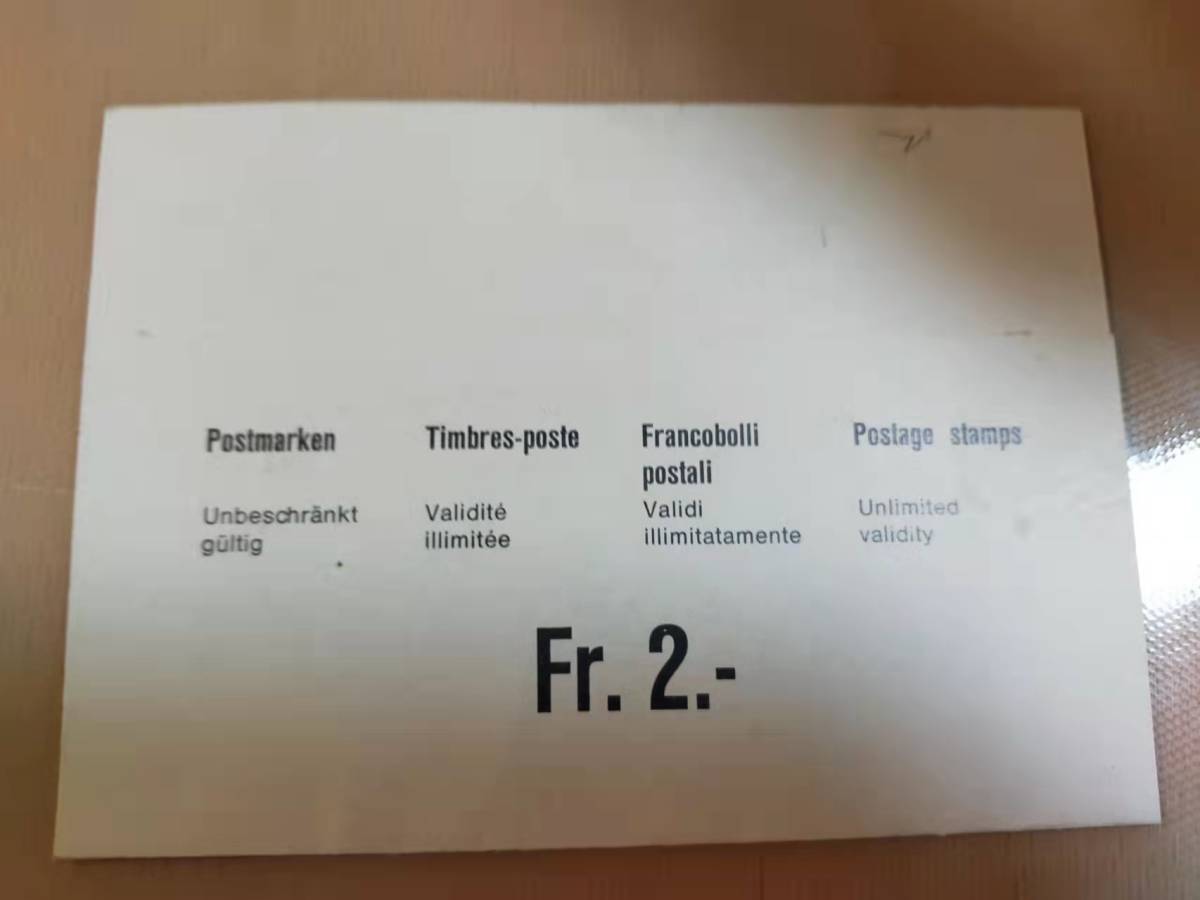 Postmarken
Unbeschränkt
gültig
Timbres-poste
Validité
illimitée
Francobolli
postali
Validi
illimitatamente
Postage stamps
Unlimited
validity
Fr. 2.-